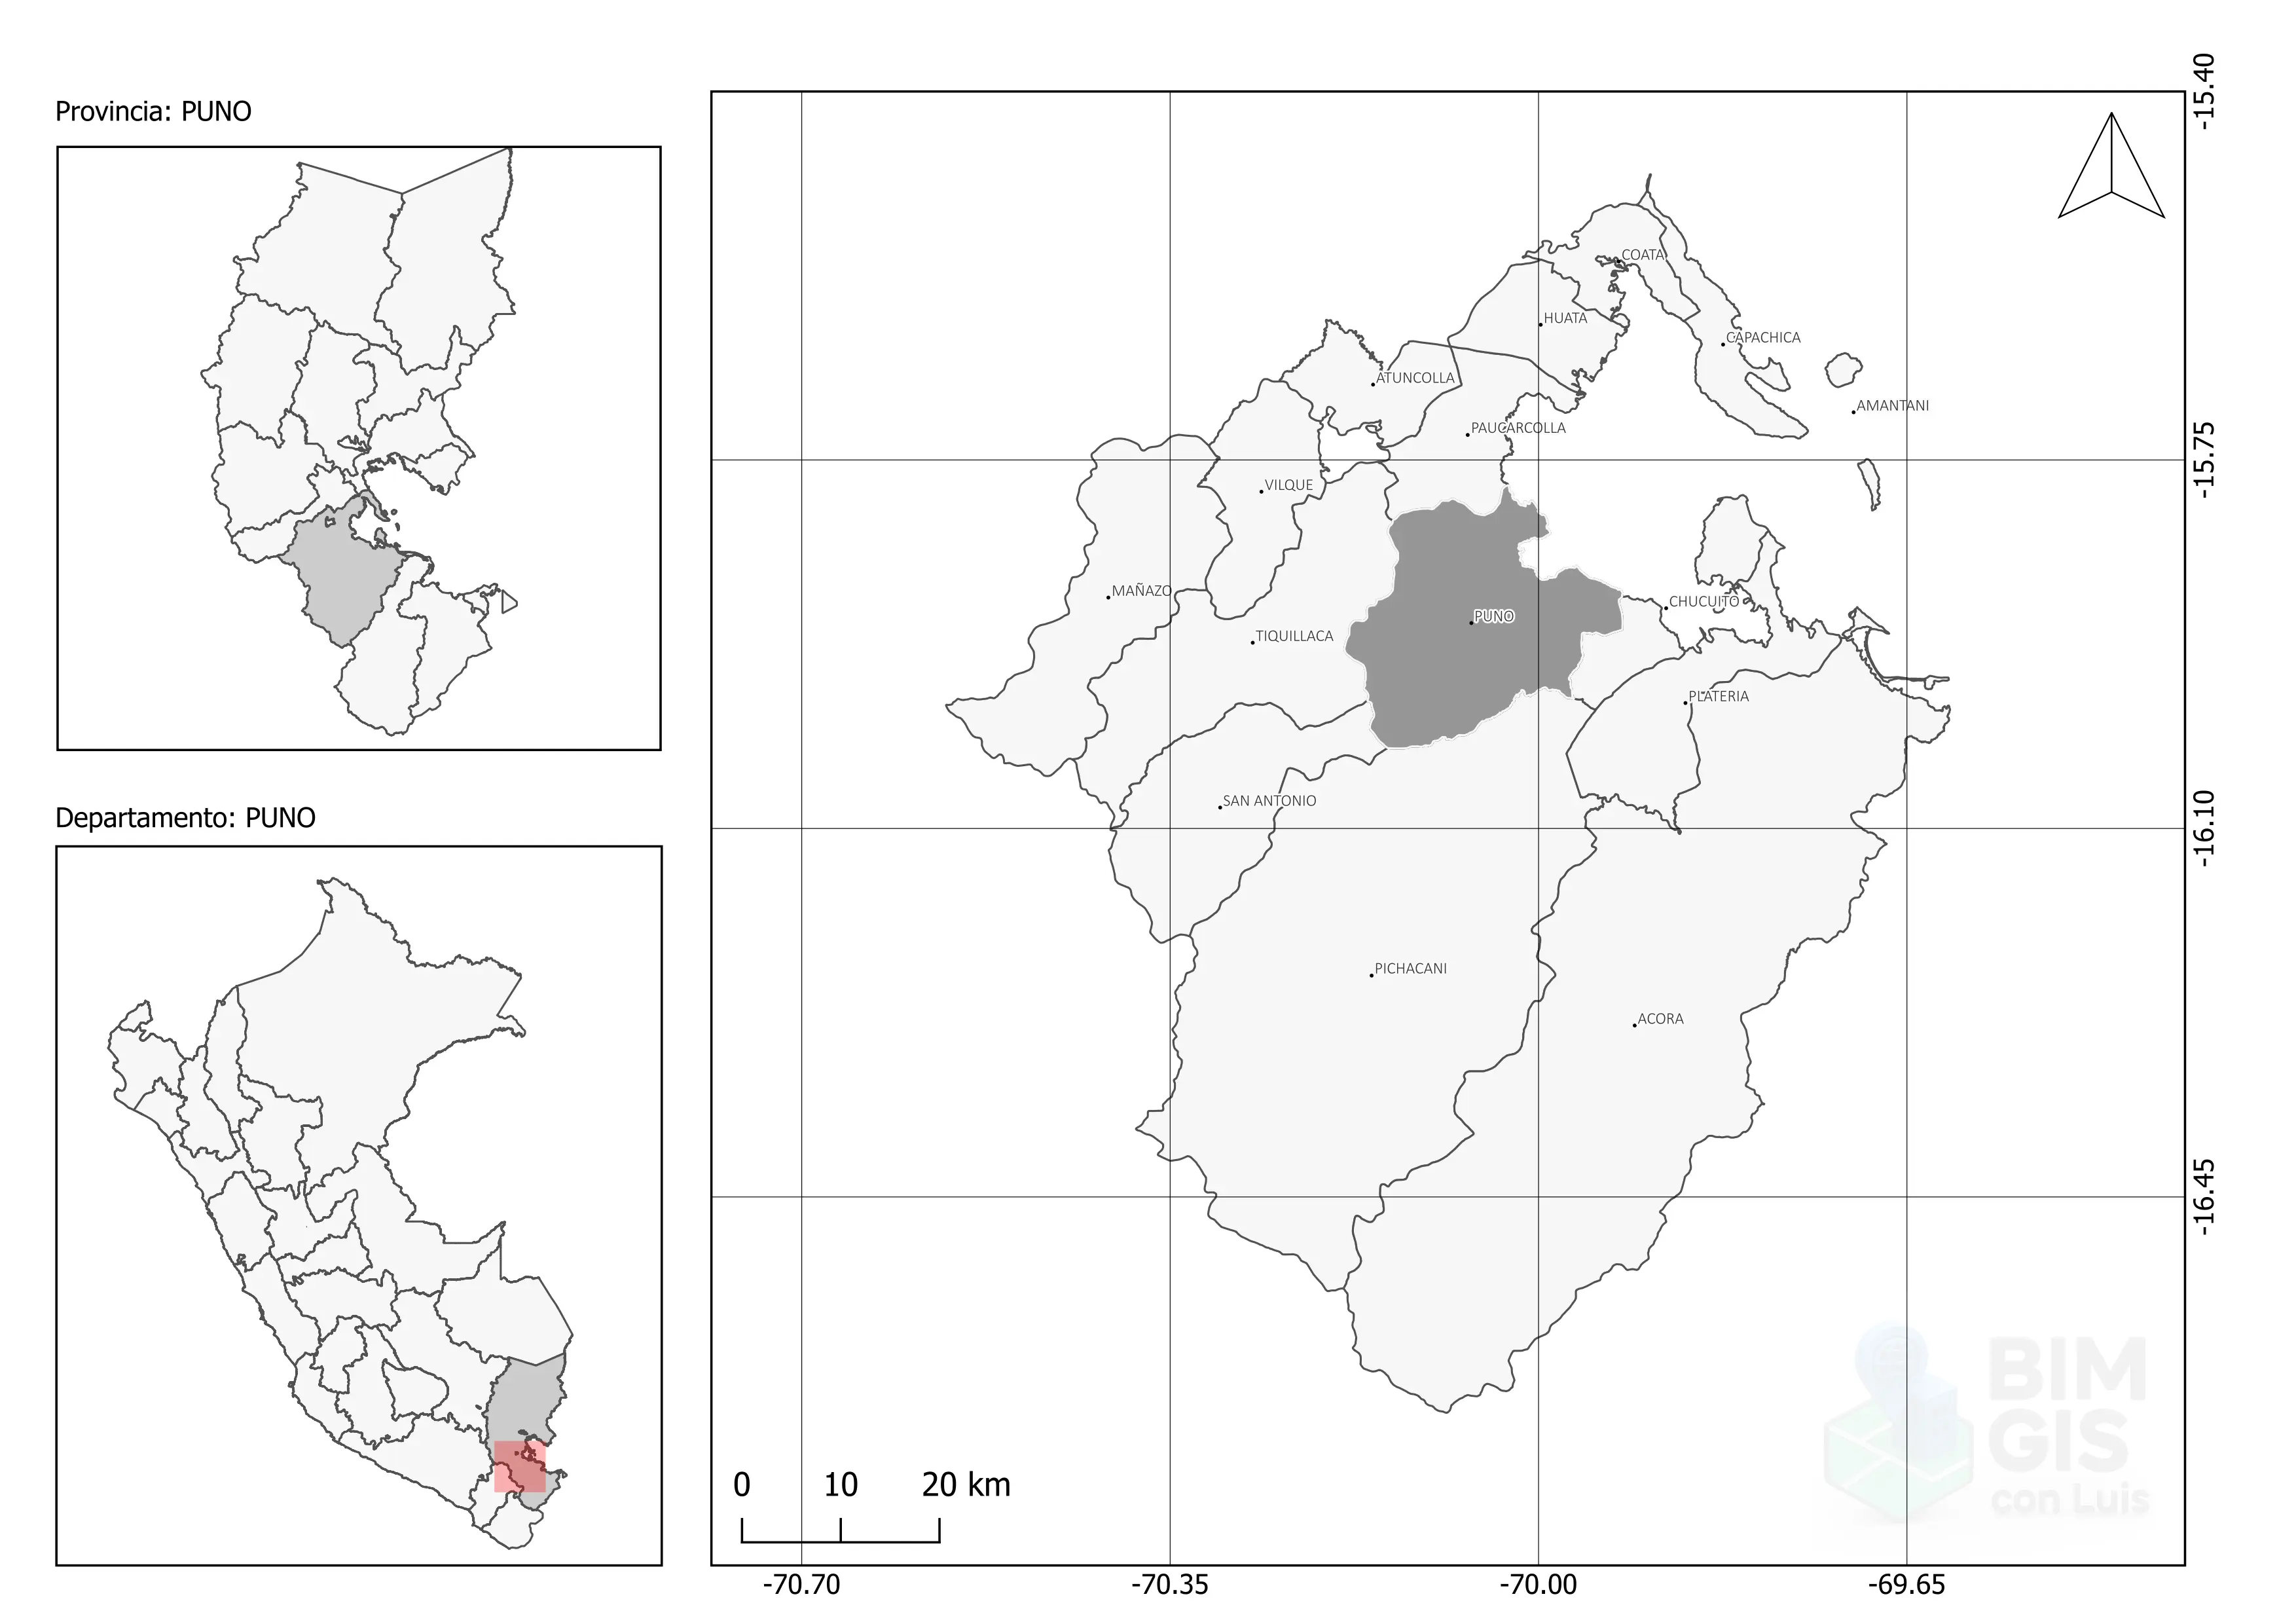 Provincia: PUNO
Departamento: PUNO
COATA
HUATA
CAPACHICA
ATUNCOLLA
AMANTANI
PAUCARCOLLA
VILQUE
MAÑAZO
CHUCUITO
PUNO
TIQUILLACA
PLATERIA
SAN ANTONIO
PICHACANI
ACORA
-15.40
-15.75
-16.10
-16.45
0 10 20 km
BIM
GIS
con Luis
-70.70 -70.35 -70.00 -69.65